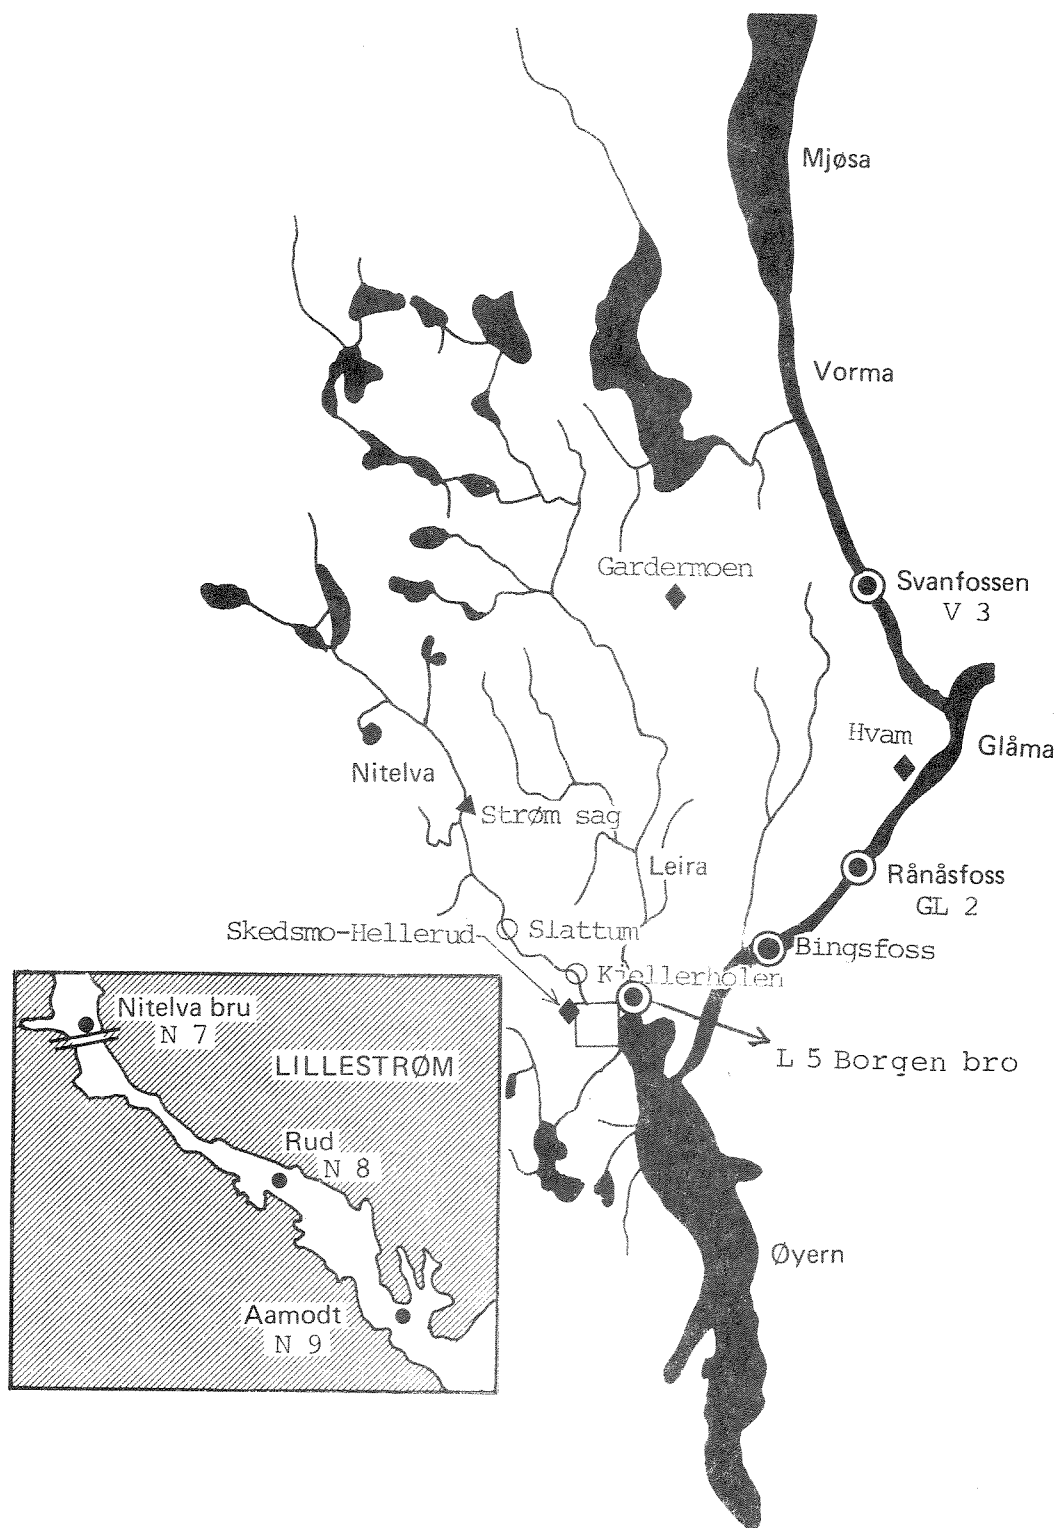 Mjøsa
Vorma
Gardermoen
Svanfossen
V 3
Hvam
Glåma
Nitelva
Strøm sag
Leira
Rånåsfoss
GL 2
Skedsmo-Hellerud
Slattum
Bingsfoss
Kjellerholen
L 5 Borgen bro
Nitelva bru
N 7
LILLESTRØM
Rud
N 8
Aamodt
N 9
Øyern